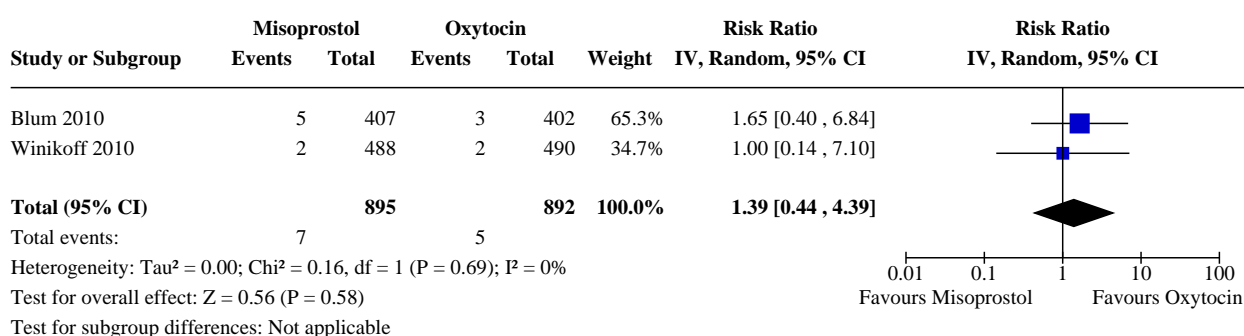 Misoprostol Oxytocin Risk Ratio Risk Ratio
Study or Subgroup Events Total Events Total Weight IV, Random, 95% CI IV, Random, 95% CI
Blum 2010 5 407 3 402 65.3% 1.65 [0.40 , 6.84]
Winikoff 2010 2 488 2 490 34.7% 1.00 [0.14 , 7.10]
Total (95% CI) 895 892 100.0% 1.39 [0.44 , 4.39]
Total events: 7 5
Heterogeneity: Tau² = 0.00; Chi² = 0.16, df = 1 (P = 0.69); I² = 0%
0.01 0.1 1 10 100
Test for overall effect: Z = 0.56 (P = 0.58)
Favours Misoprostol Favours Oxytocin
Test for subgroup differences: Not applicable